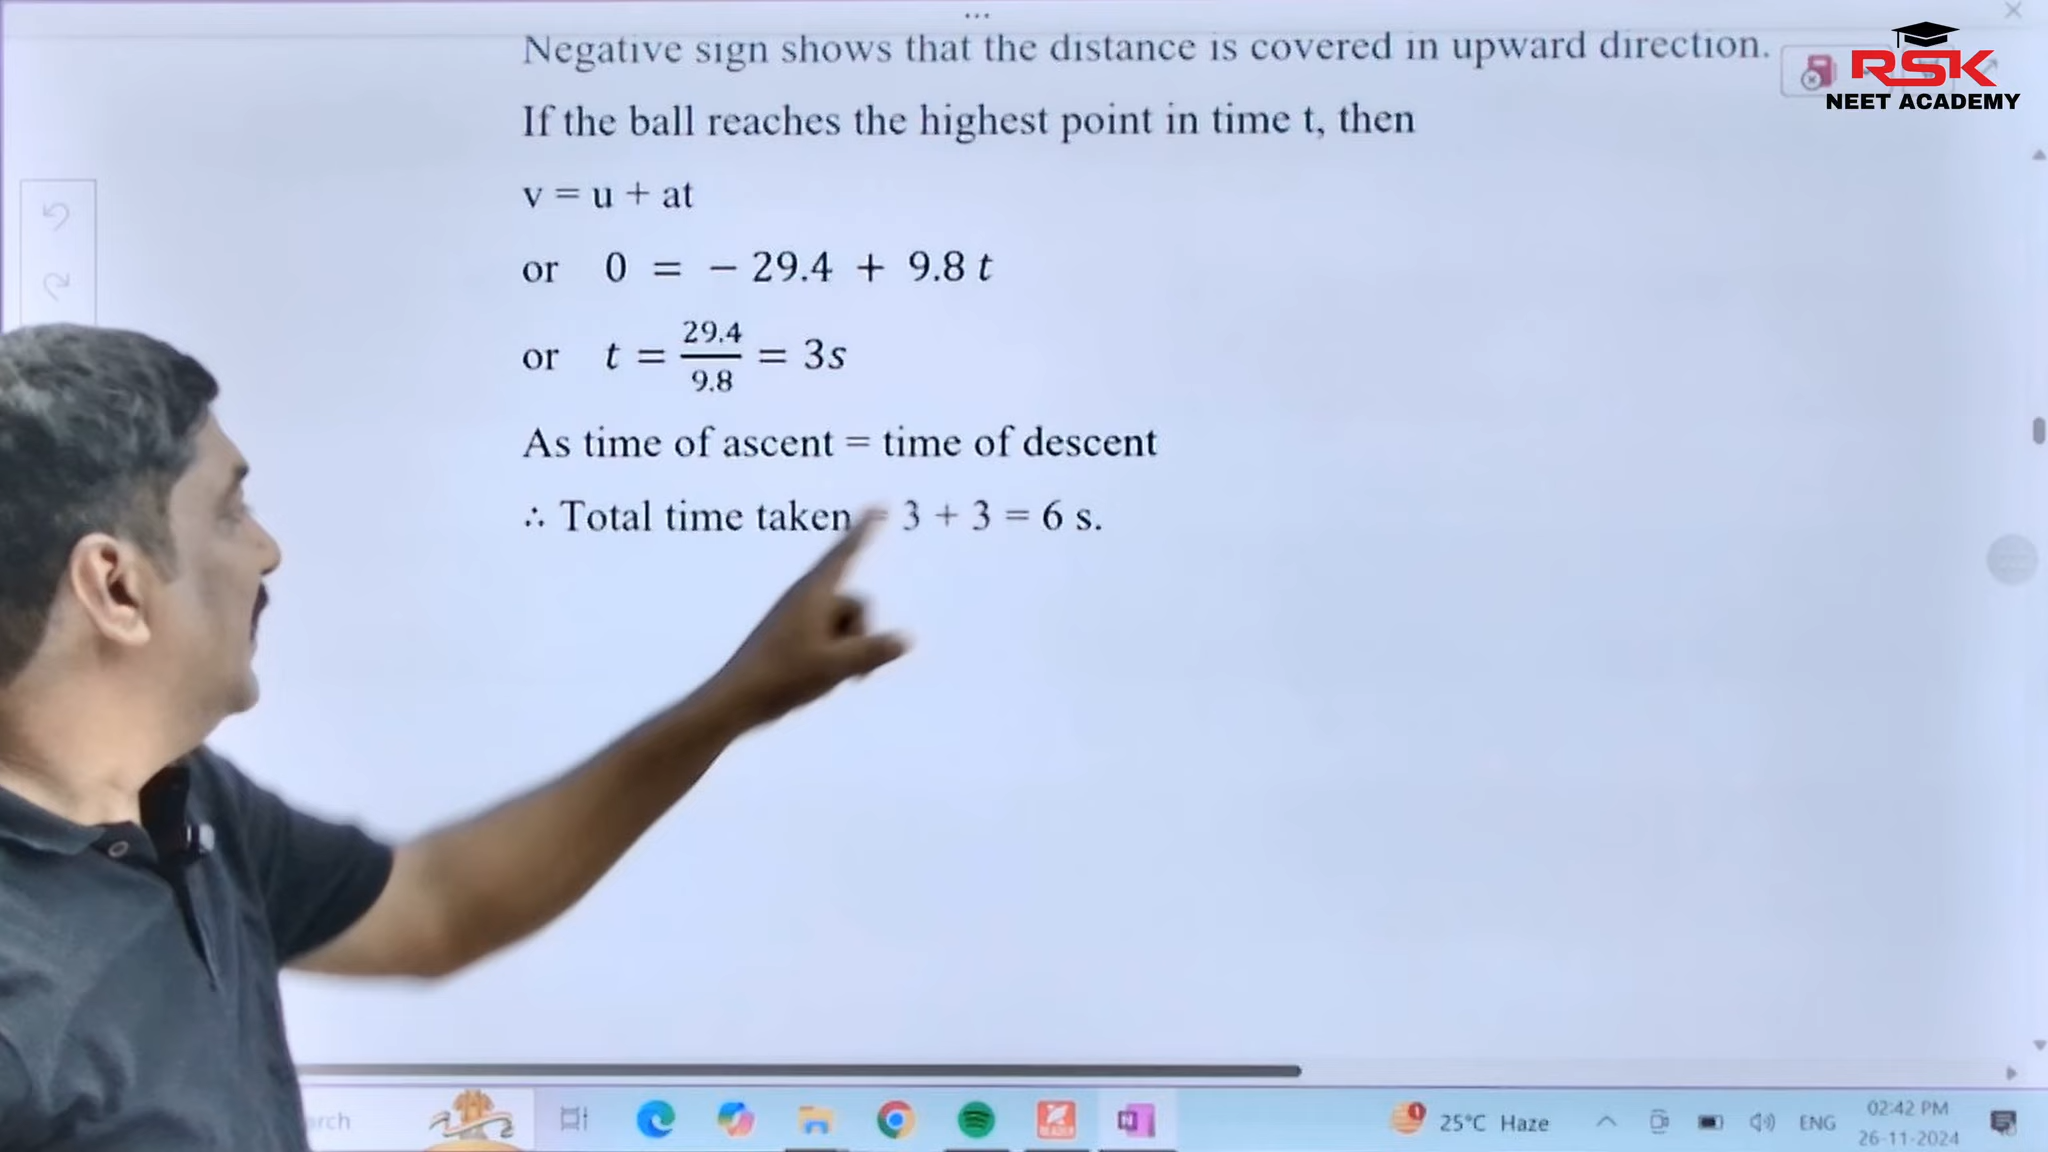 Negative sign shows that the distance is covered in upward direction.
RSK
NEET ACADEMY
If the ball reaches the highest point in time t, then
v = u + at
or 0 = − 29.4 + 9.8 t
or t = 29.4/9.8 = 3s
As time of ascent = time of descent
∴ Total time taken = 3 + 3 = 6 s.
arch
25°C Haze
ENG
02:42 PM
26-11-2024